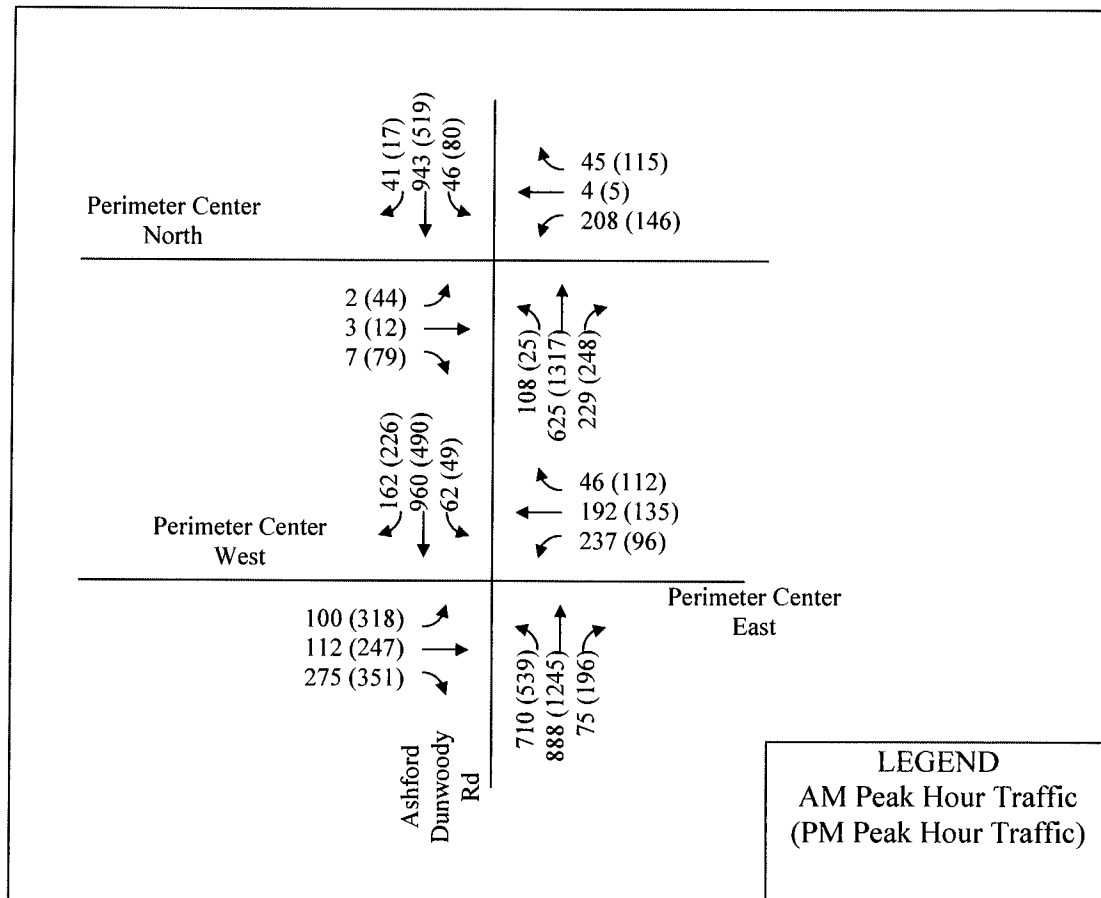 41 (17)
943 (519)
46 (80)
45 (115)
4 (5)
208 (146)
Perimeter Center
North
2 (44)
3 (12)
7 (79)
108 (25)
625 (1317)
229 (248)
162 (226)
960 (490)
62 (49)
46 (112)
192 (135)
237 (96)
Perimeter Center
West
Perimeter Center
East
100 (318)
112 (247)
275 (351)
710 (539)
888 (1245)
75 (196)
Ashford
Dunwoody
Rd
LEGEND
AM Peak Hour Traffic
(PM Peak Hour Traffic)